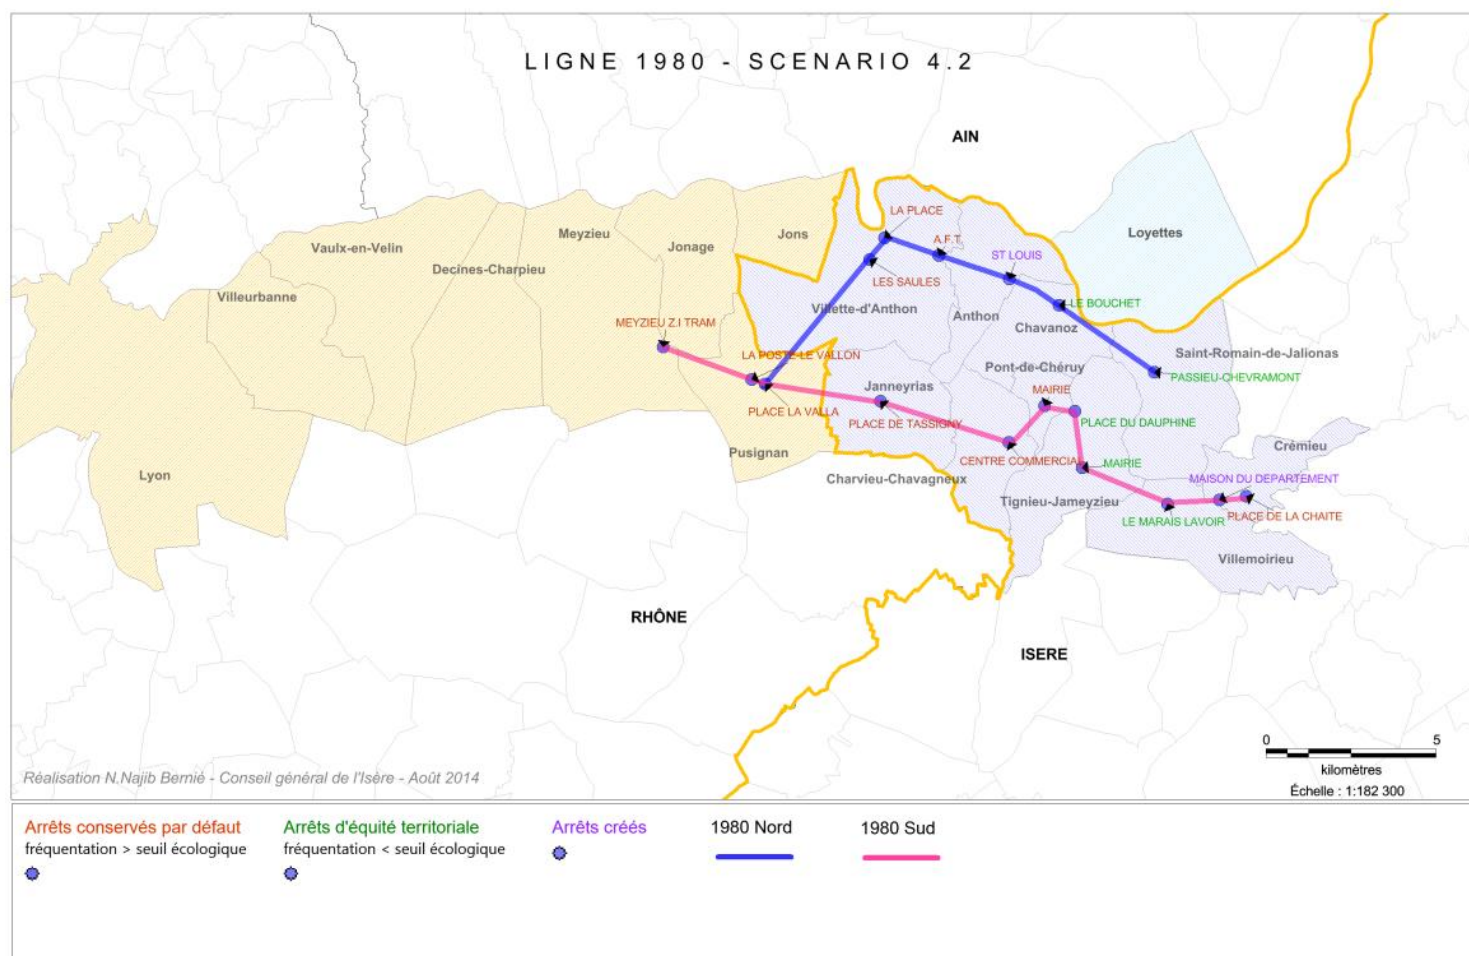 LIGNE 1980 - SCENARIO 4.2
AIN
LA PLACE
Jons
Loyettes
Meyzieu
Vaulx-en-Velin
Jonage
A.F.T.
ST LOUIS
Decines-Charpieu
LES SAULES
Villeurbanne
LE BOUCHET
Villette-d'Anthon
Anthon
MEYZIEU Z.I TRAM
Chavanoz
LA POSTE-LE VALLON
Saint-Romain-de-Jalionas
Pont-de-Chéruy
PASSIEU-CHEVRAMONT
Janneyrias
MAIRIE
PLACE LA VALLA
PLACE DE TASSIGNY
PLACE DU DAUPHINE
Crémieu
Pusignan
CENTRE COMMERCIAL
MAIRIE
Lyon
Charvieu-Chavagneux
MAISON DU DEPARTEMENT
Tignieu-Jameyzieu
PLACE DE LA CHAITE
LE MARAIS LAVOIR
Villemoirieu
RHÔNE
ISERE
0 5
kilomètres
Réalisation N.Najib Bernié - Conseil général de l'Isère - Août 2014
Échelle : 1:182 300
Arrêts conservés par défaut
fréquentation > seuil écologique
Arrêts d'équité territoriale
fréquentation < seuil écologique
Arrêts créés
1980 Nord
1980 Sud